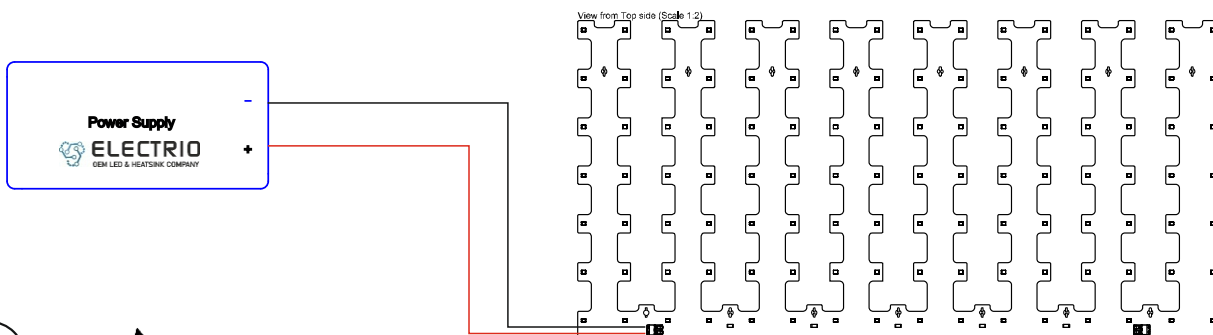 View from Top side (Scale 1:2)
-
Power Supply
+
ELECTRIO
OEM LED & HEATSINK COMPANY